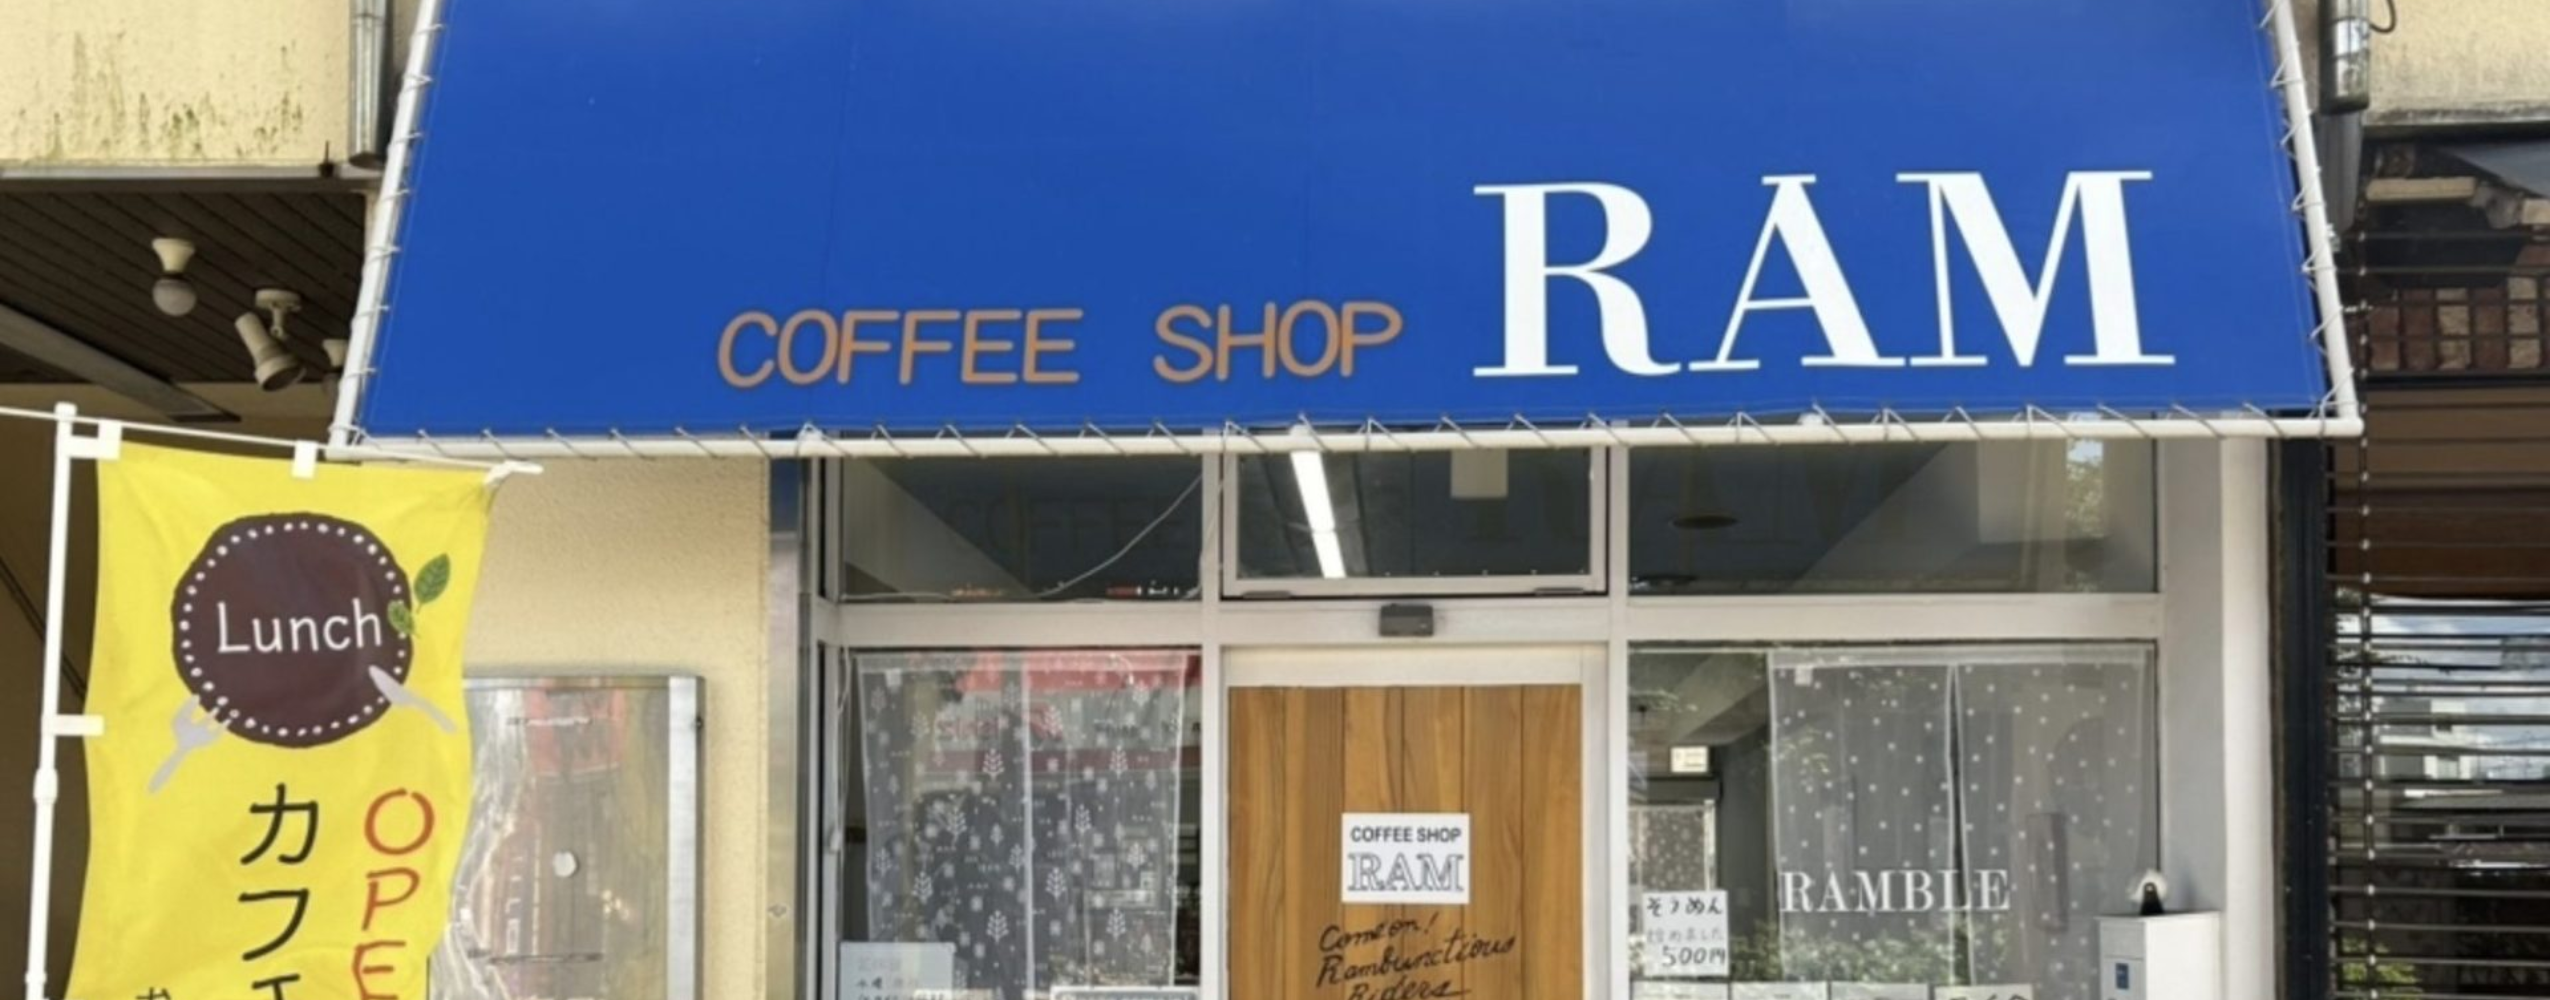 COFFEE SHOP RAM
Lunch
カフェ
OPE
COFFEE SHOP
RAM
Come on!
Rambunctious
Riders
そうめん
始めました
500円
RAMBLE